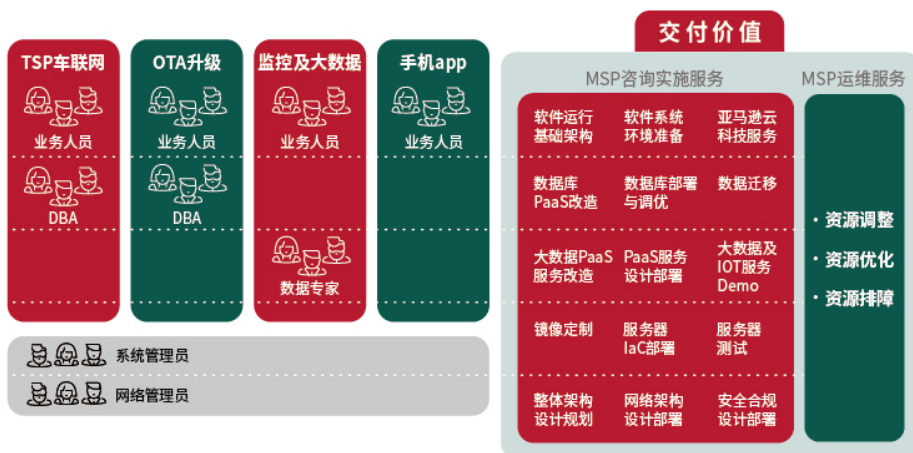 交付价值
TSP车联网
业务人员
DBA
OTA升级
业务人员
DBA
监控及大数据
业务人员
数据专家
手机app
业务人员
系统管理员
网络管理员
MSP咨询实施服务
软件运行
基础架构
软件系统
环境准备
亚马逊云
科技服务
数据库
PaaS改造
数据库部署
与调优
数据迁移
大数据PaaS
服务改造
PaaS服务
设计部署
大数据及
IOT服务
Demo
镜像定制
服务器
IaC部署
服务器
测试
整体架构
设计规划
网络架构
设计部署
安全合规
设计部署
MSP运维服务
· 资源调整
· 资源优化
· 资源排障